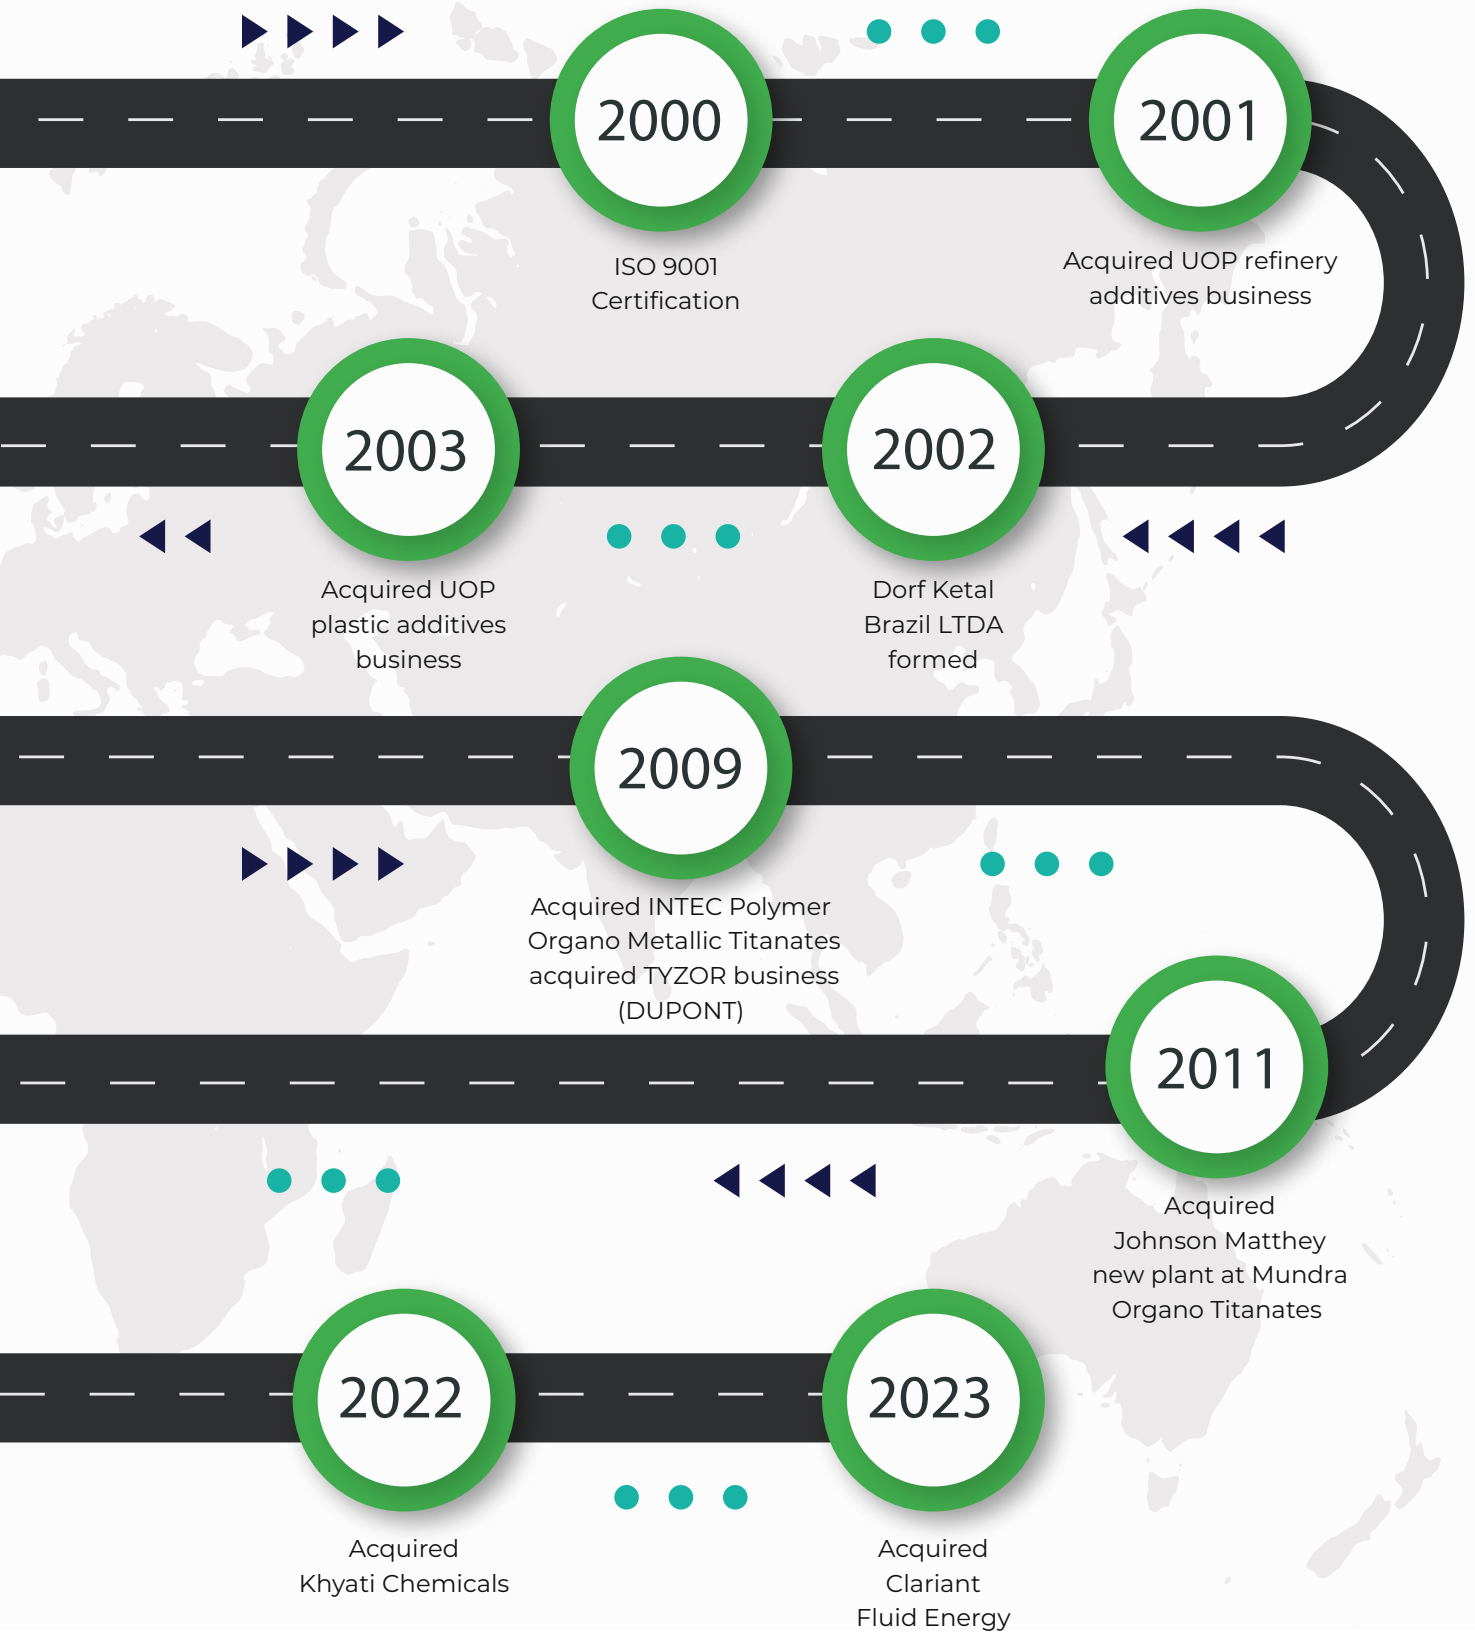 2000
ISO 9001
Certification
2001
Acquired UOP refinery
additives business
2002
Dorf Ketal
Brazil LTDA
formed
2003
Acquired UOP
plastic additives
business
2009
Acquired INTEC Polymer
Organo Metallic Titanates
acquired TYZOR business
(DUPONT)
2011
Acquired
Johnson Matthey
new plant at Mundra
Organo Titanates
2022
Acquired
Khyati Chemicals
2023
Acquired
Clariant
Fluid Energy